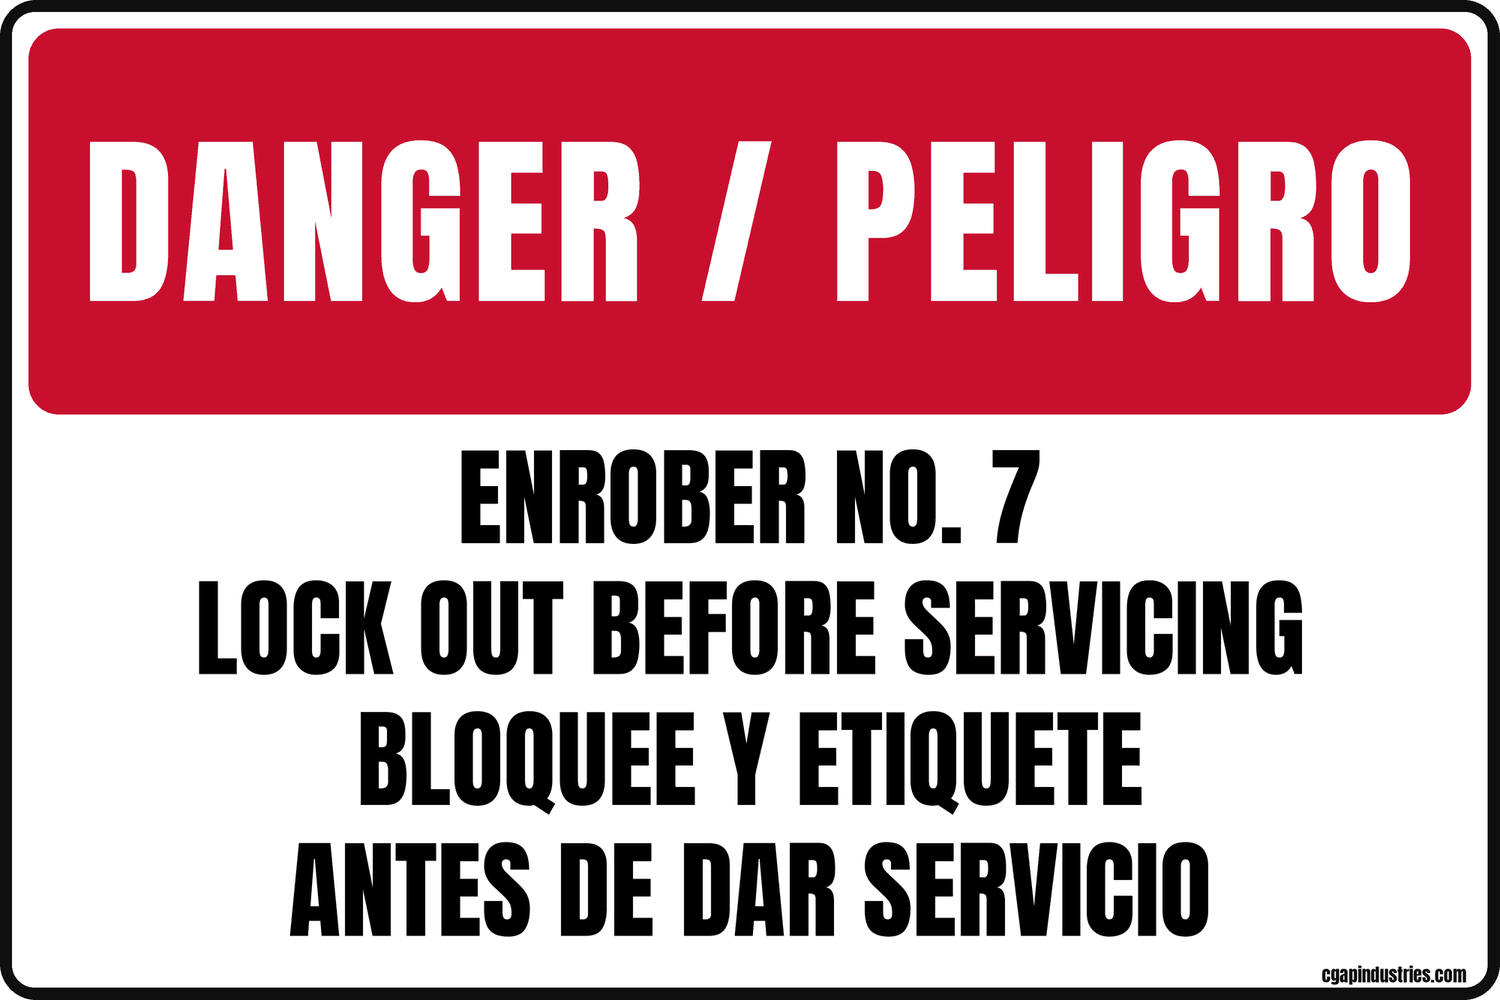 DANGER / PELIGRO
ENROBER NO. 7
LOCK OUT BEFORE SERVICING
BLOQUEE Y ETIQUETE
ANTES DE DAR SERVICIO
cgapindustries.com